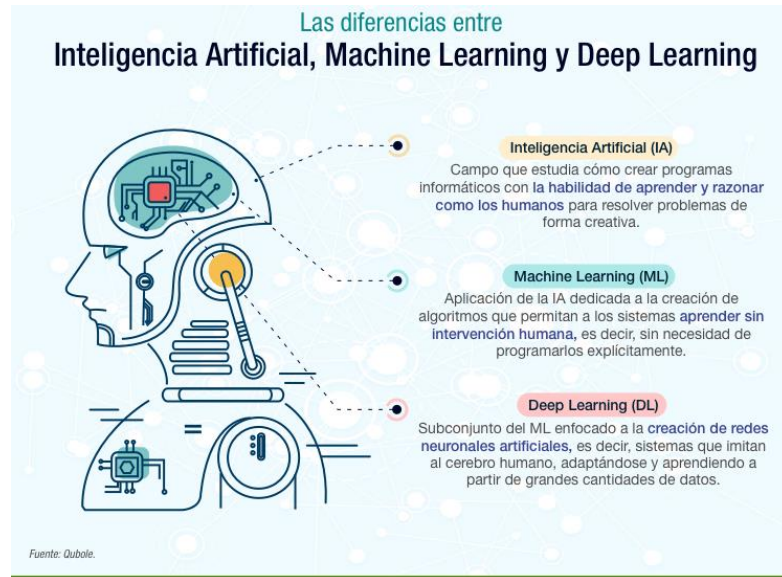 Las diferencias entre
Inteligencia Artificial, Machine Learning y Deep Learning
Inteligencia Artificial (IA)
Campo que estudia cómo crear programas
informáticos con la habilidad de aprender y razonar
como los humanos para resolver problemas de
forma creativa.
Machine Learning (ML)
Aplicación de la IA dedicada a la creación de
algoritmos que permitan a los sistemas aprender sin
intervención humana, es decir, sin necesidad de
programarlos explícitamente.
Deep Learning (DL)
Subconjunto del ML enfocado a la creación de redes
neuronales artificiales, es decir, sistemas que imitan
al cerebro humano, adaptándose y aprendiendo a
partir de grandes cantidades de datos.
Fuente: Qubole.